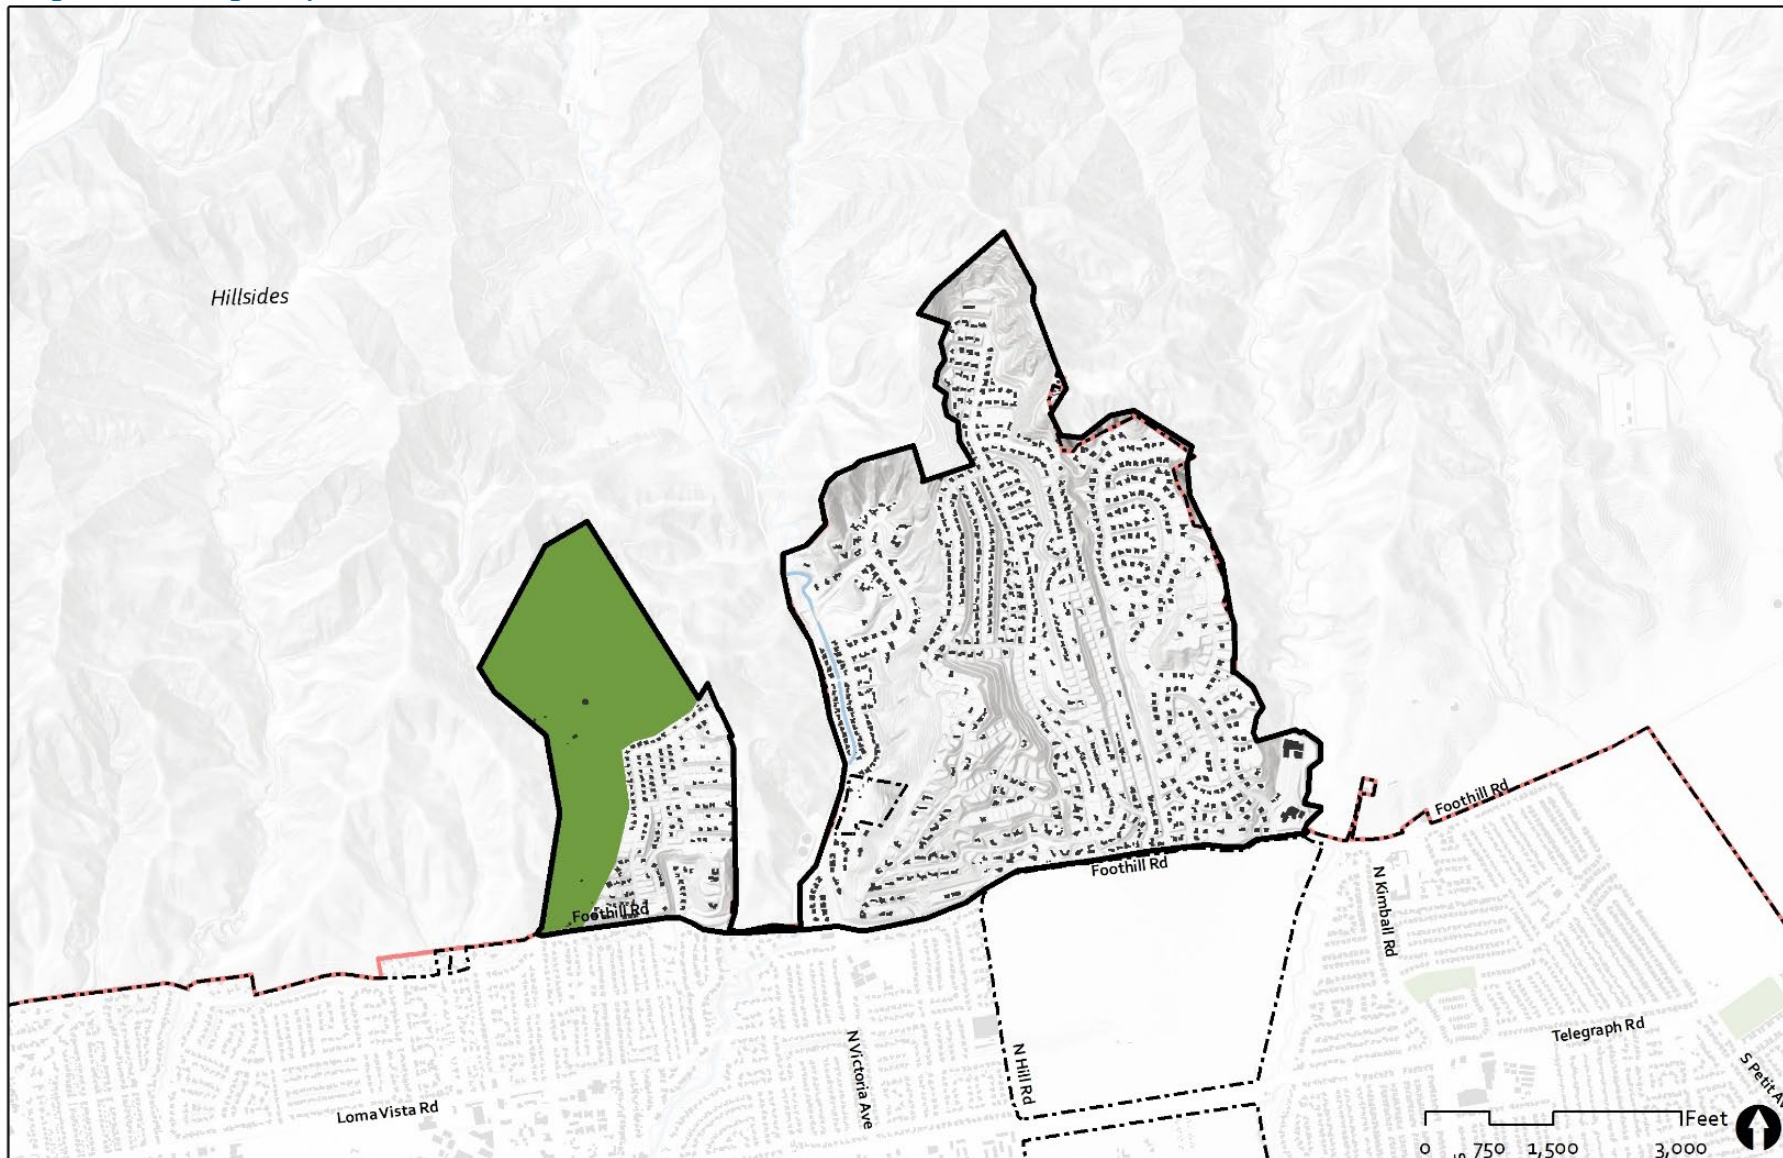 Hillsides
Foothill Rd
Foothill Rd
Foothill Rd
N Kimball Rd
Telegraph Rd
N Victoria Ave
N Hill Rd
S Petit
Loma Vista Rd
Feet
0 750 1,500 3,000